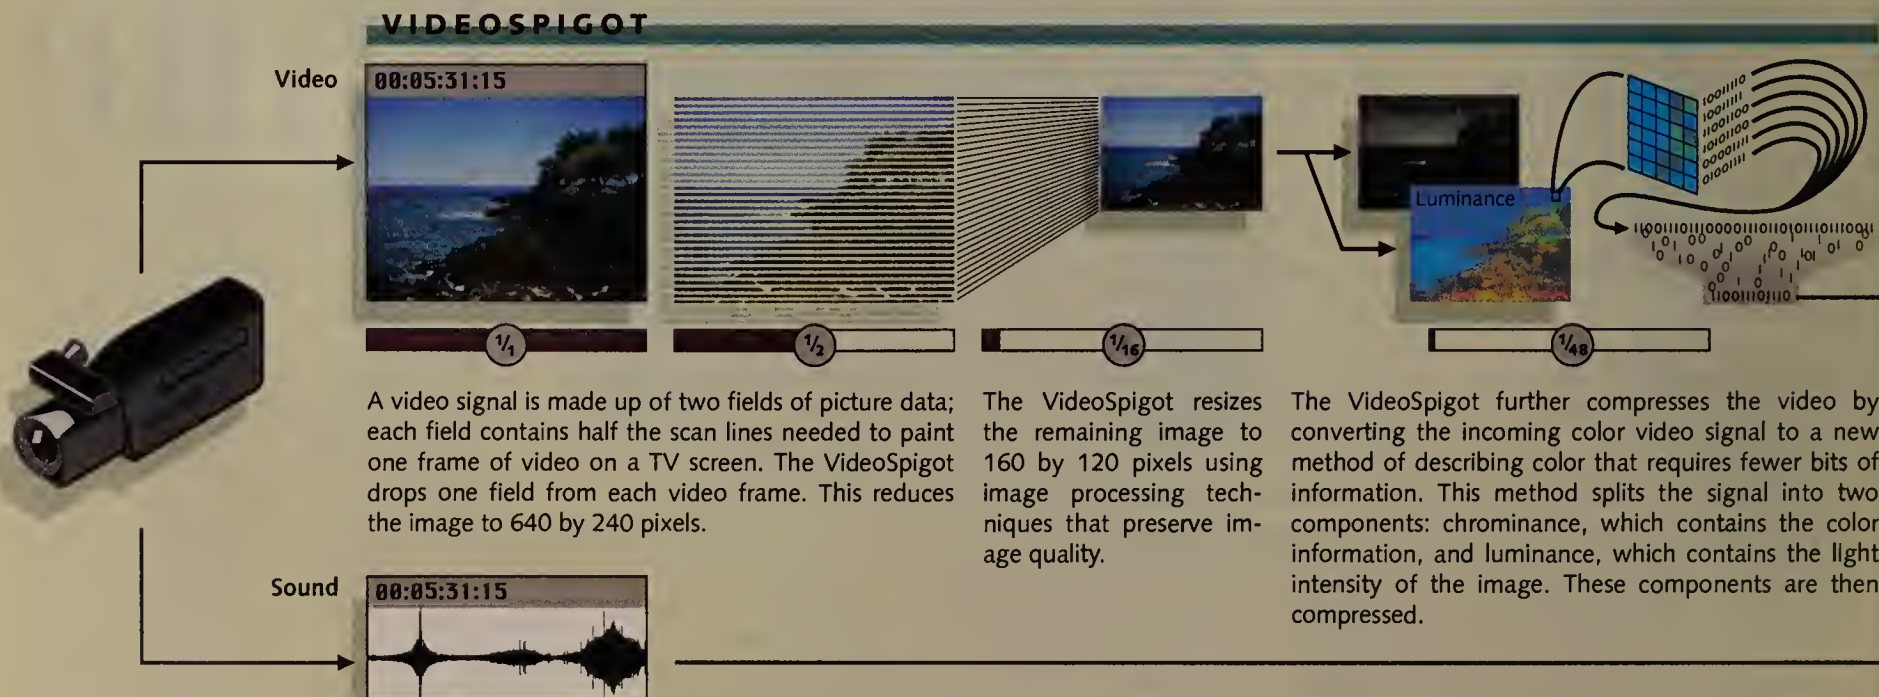 VIDEOSPIGOT
Video
00:05:31:15
Luminance
10011110
11001100
1/1
1/2
1/16
1/48
A video signal is made up of two fields of picture data;
each field contains half the scan lines needed to paint
one frame of video on a TV screen. The VideoSpigot
drops one field from each video frame. This reduces
the image to 640 by 240 pixels.
The VideoSpigot resizes
the remaining image to
160 by 120 pixels using
image processing tech-
niques that preserve im-
age quality.
The VideoSpigot further compresses the video by
converting the incoming color video signal to a new
method of describing color that requires fewer bits of
information. This method splits the signal into two
components: chrominance, which contains the color
information, and luminance, which contains the light
intensity of the image. These components are then
compressed.
Sound
00:05:31:15